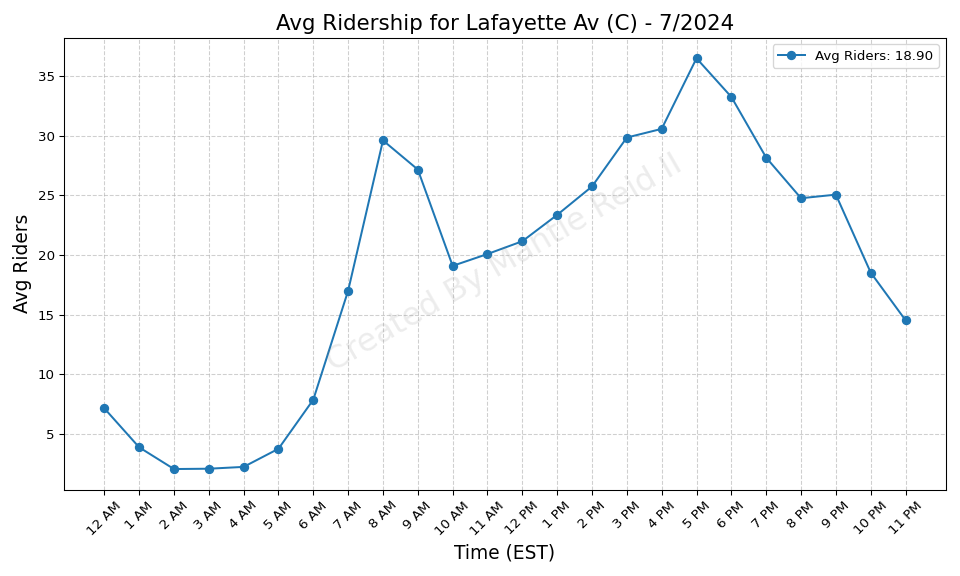 Avg Ridership for Lafayette Av (C) - 7/2024
Avg Riders: 18.90
35
30
25
20
15
10
5
Avg Riders
Created By Mantle Reid II
12 AM
1 AM
2 AM
3 AM
4 AM
5 AM
6 AM
7 AM
8 AM
9 AM
10 AM
11 AM
12 PM
1 PM
2 PM
3 PM
4 PM
5 PM
6 PM
7 PM
8 PM
9 PM
10 PM
11 PM
Time (EST)